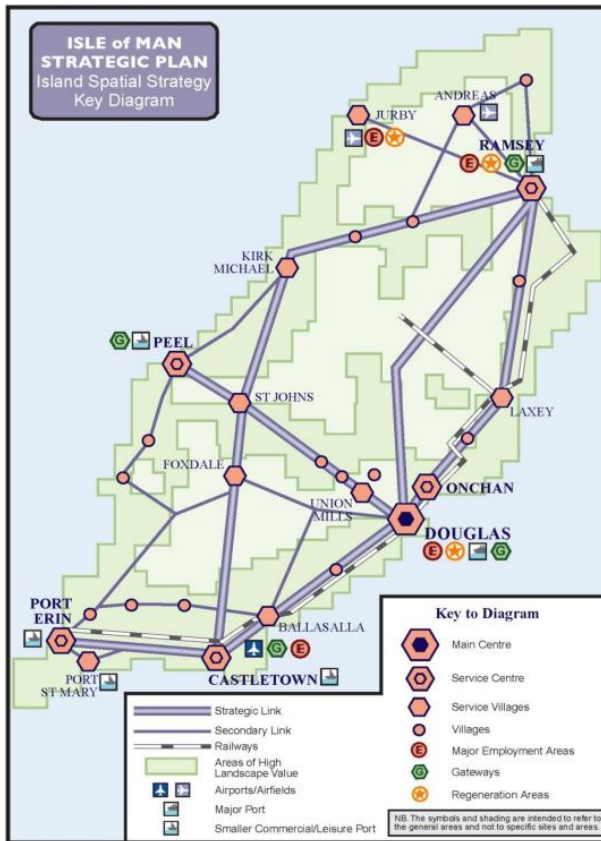 ISLE of MAN
STRATEGIC PLAN
Island Spatial Strategy
Key Diagram
JURBY
ANDREAS
RAMSEY
E
E
G
KIRK
MICHAEL
G
PEEL
ST JOHNS
LAXEY
FOXDALE
UNION
MILLS
ONCHAN
DOUGLAS
E
G
PORT
ERIN
BALLASALLA
G
E
PORT
ST MARY
CASTLETOWN
Key to Diagram
Main Centre
Service Centre
Service Villages
Villages
E
Major Employment Areas
G
Gateways
Regeneration Areas
Strategic Link
Secondary Link
Railways
Areas of High
Landscape Value
Airports/Airfields
Major Port
Smaller Commercial/Leisure Port
NB. The symbols and shading are intended to refer to
the general areas and not to specific sites and areas.